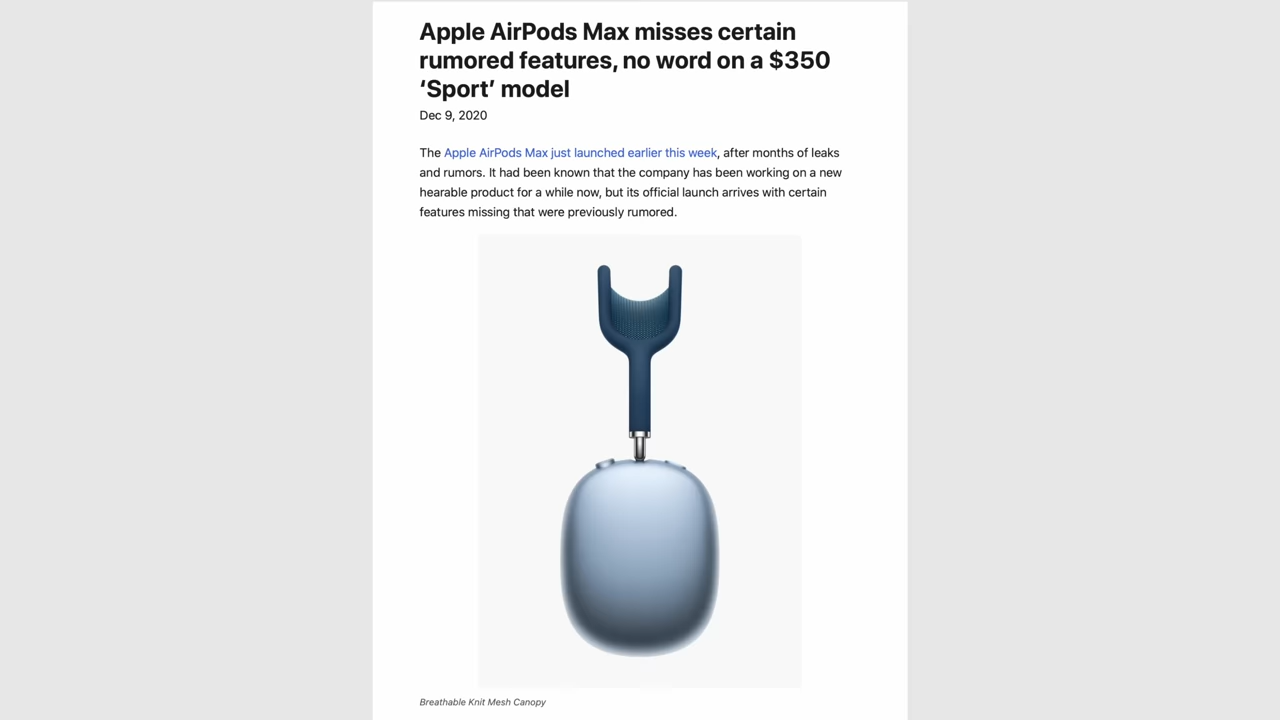 Apple AirPods Max misses certain
rumored features, no word on a $350
‘Sport’ model
Dec 9, 2020
The Apple AirPods Max just launched earlier this week, after months of leaks
and rumors. It had been known that the company has been working on a new
hearable product for a while now, but its official launch arrives with certain
features missing that were previously rumored.
Breathable Knit Mesh Canopy